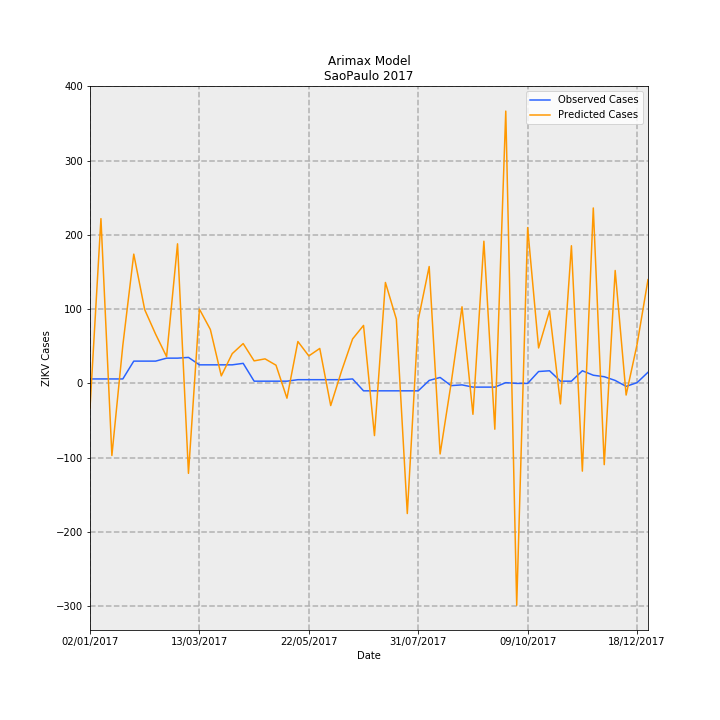 Arimax Model
SaoPaulo 2017
Observed Cases
Predicted Cases
400
300
200
100
0
−100
−200
−300
ZIKV Cases
02/01/2017 13/03/2017 22/05/2017 31/07/2017 09/10/2017 18/12/2017
Date